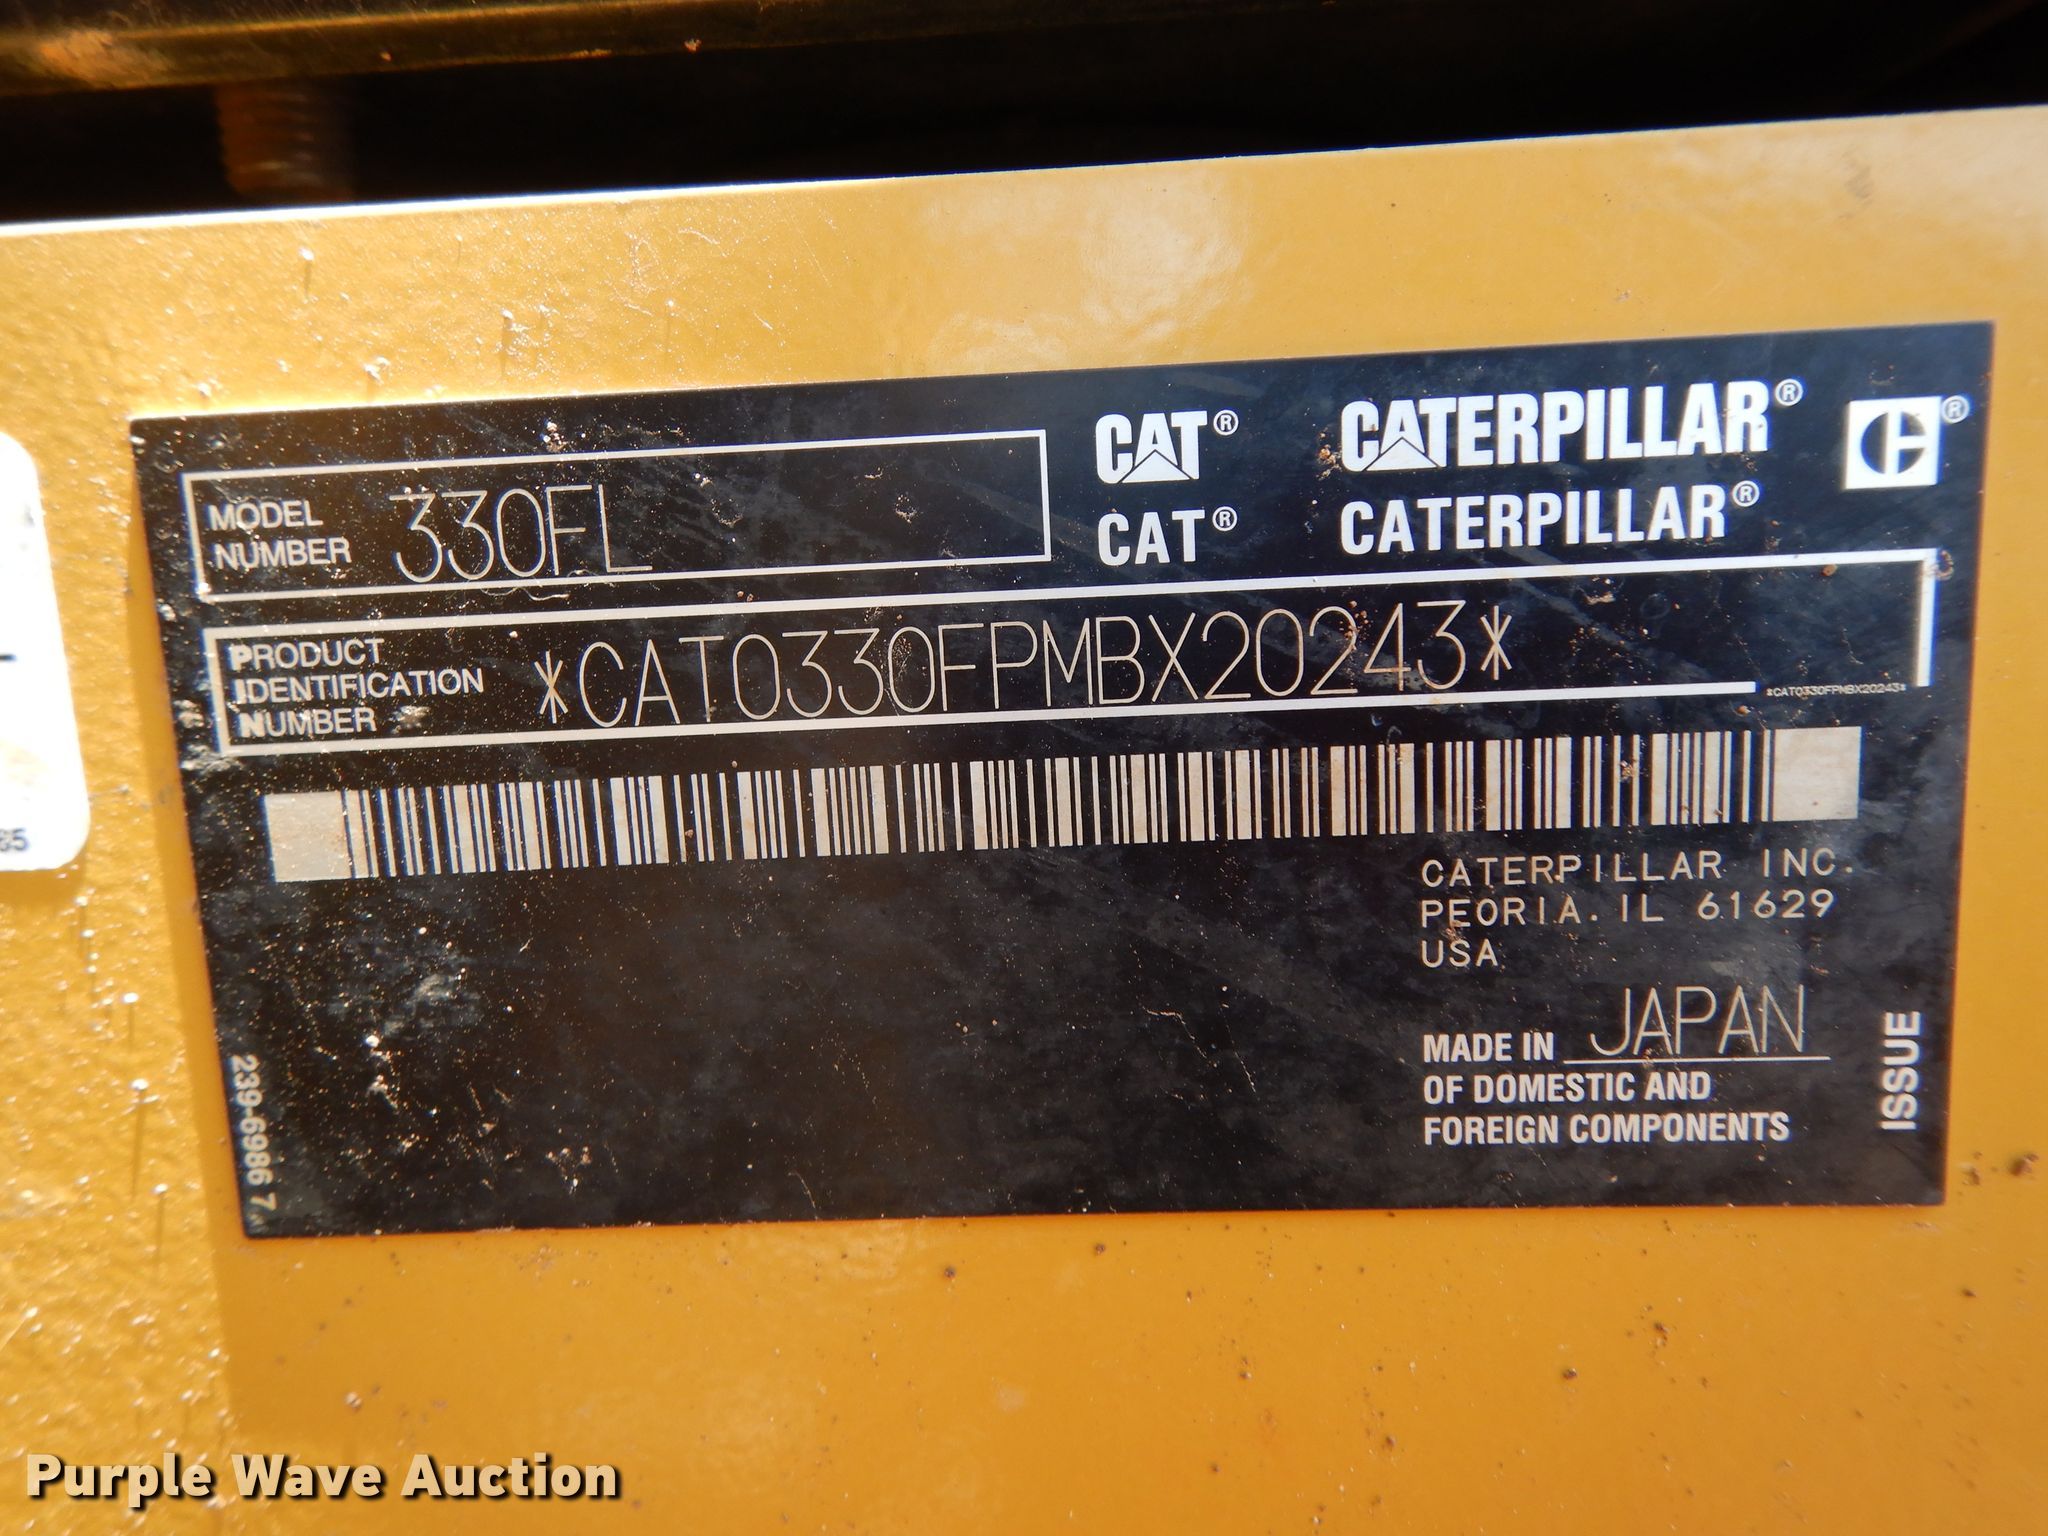 CAT® CATERPILLAR® ®
CAT® CATERPILLAR®
MODEL
NUMBER
330FL
PRODUCT
IDENTIFICATION
NUMBER
*CAT0330FPMBX20243*
*CAT0330FPMBX20243*
CATERPILLAR INC.
PEORIA. IL 61629
USA
MADE IN JAPAN
OF DOMESTIC AND
FOREIGN COMPONENTS
ISSUE
239-6986 7
Purple Wave Auction